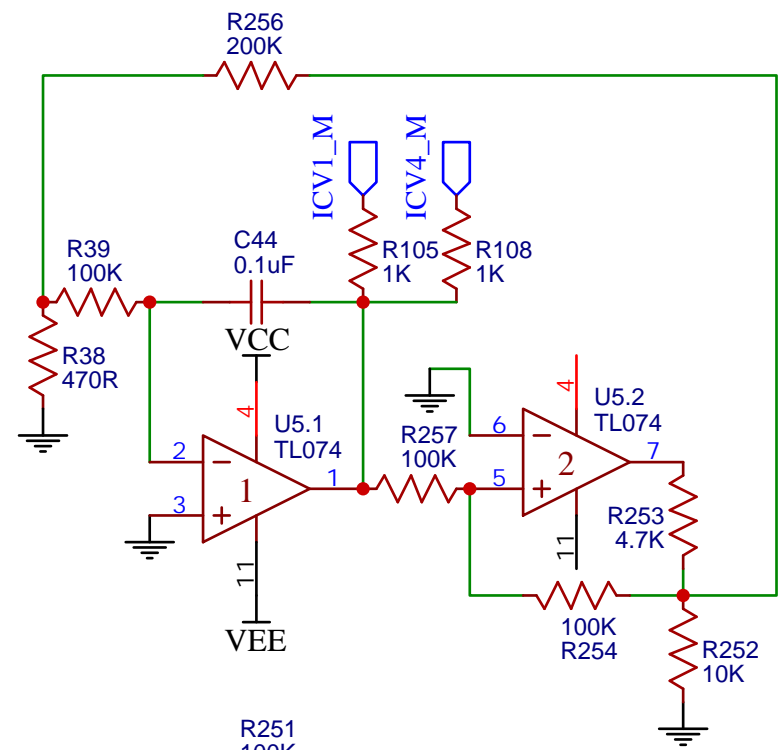 R256
200K
ICV1_M
ICV4_M
R39
100K
C44
0.1uF
R105
1K
R108
1K
R38
470R
VCC
4
U5.1
TL074
2
3
1
1
11
VEE
R257
100K
4
U5.2
TL074
6
5
2
7
11
R253
4.7K
100K
R254
R252
10K
R251
100K